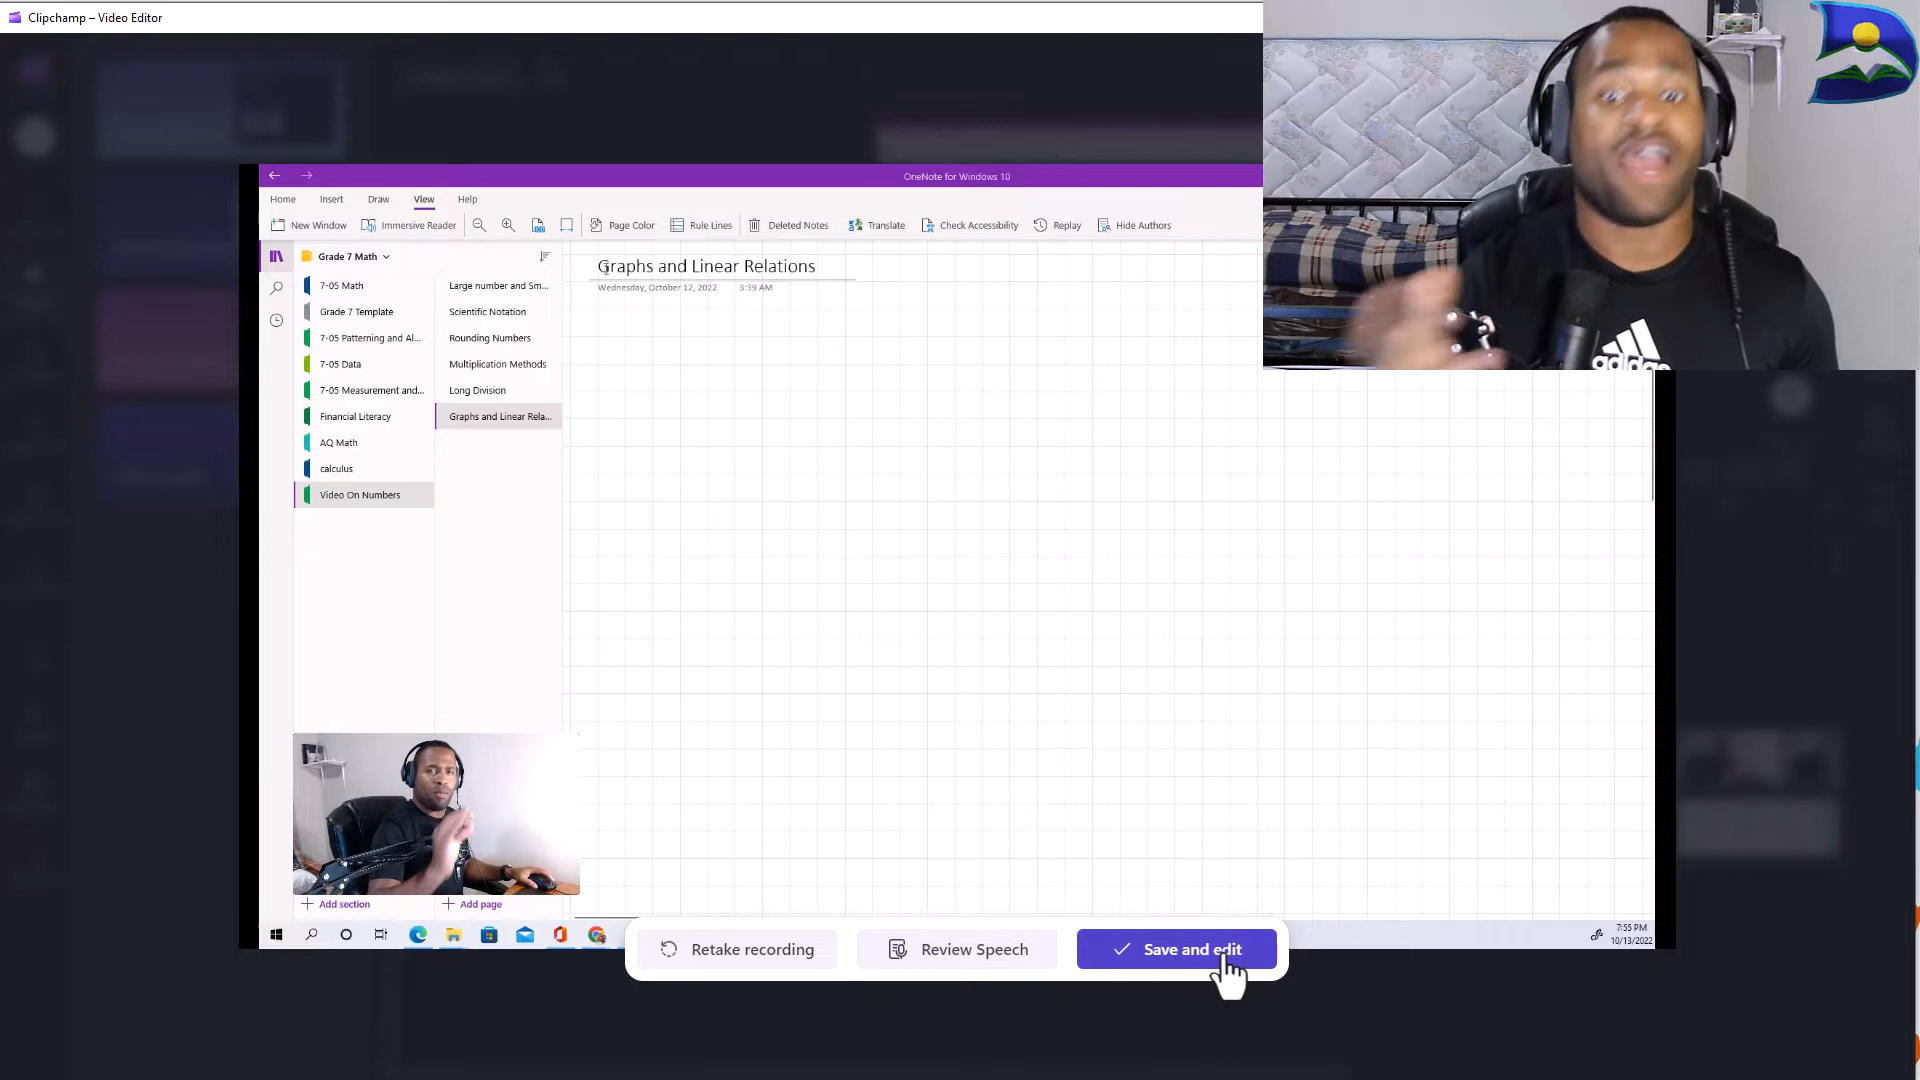 Clipchamp – Video Editor
OneNote for Windows 10
Home Insert Draw View Help
New Window Immersive Reader Page Color Rule Lines Deleted Notes Translate Check Accessibility Replay Hide Authors
Grade 7 Math
7-05 Math
Grade 7 Template
7-05 Patterning and Al...
7-05 Data
7-05 Measurement and...
Financial Literacy
AQ Math
calculus
Video On Numbers
Add section
Large number and Sm...
Scientific Notation
Rounding Numbers
Multiplication Methods
Long Division
Graphs and Linear Rela...
Add page
Graphs and Linear Relations
Wednesday, October 12, 2022 8:39 AM
adidas
7:55 PM
10/13/2022
Retake recording
Review Speech
Save and edit